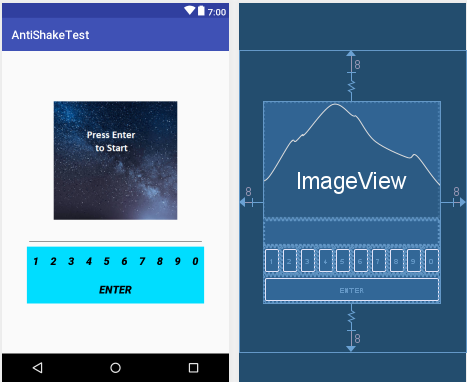 7:00
AntiShakeTest
Press Enter
to Start
1 2 3 4 5 6 7 8 9 0
ENTER
8
8 8
ImageView
1 2 3 4 5 6 7 8 9 0
ENTER
8